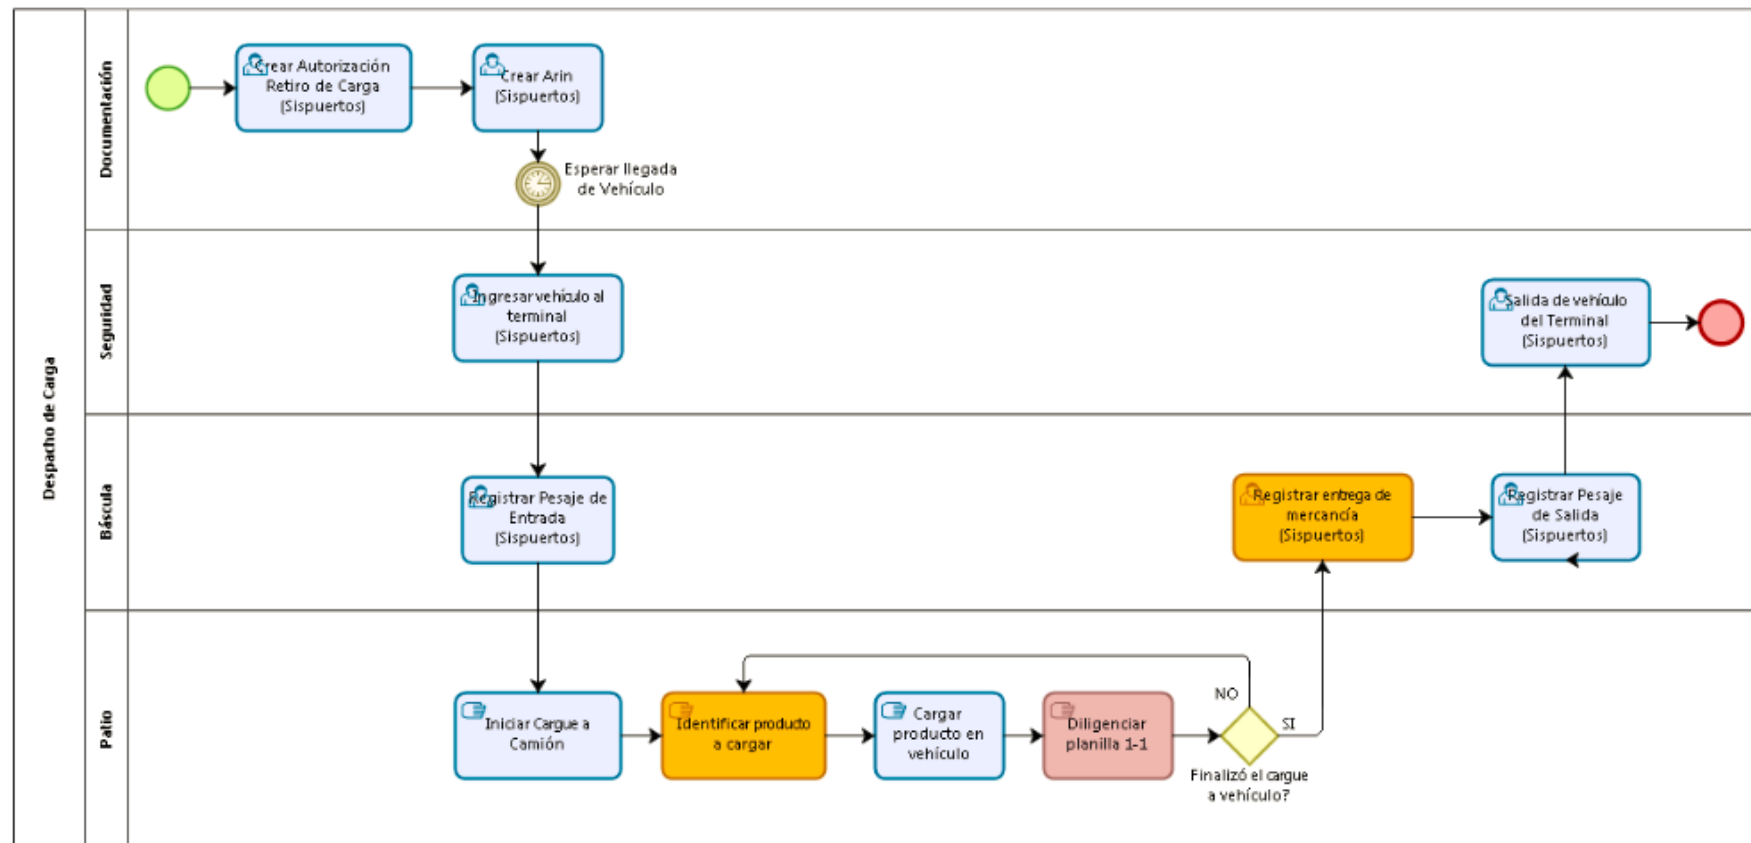 Despacho de Carga
Documentación
Crear Autorización
Retiro de Carga
(Sispuertos)
Crear Arin
(Sispuertos)
Esperar llegada
de Vehículo
Seguridad
Ingresar vehículo al
terminal
(Sispuertos)
Salida de vehículo
del Terminal
(Sispuertos)
Báscula
Registrar Pesaje de
Entrada
(Sispuertos)
Registrar entrega de
mercancía
(Sispuertos)
Registrar Pesaje
de Salida
(Sispuertos)
Patio
Iniciar Cargue a
Camión
Identificar producto
a cargar
Cargar
producto en
vehículo
Diligenciar
planilla 1-1
NO
SI
Finalizó el cargue
a vehículo?